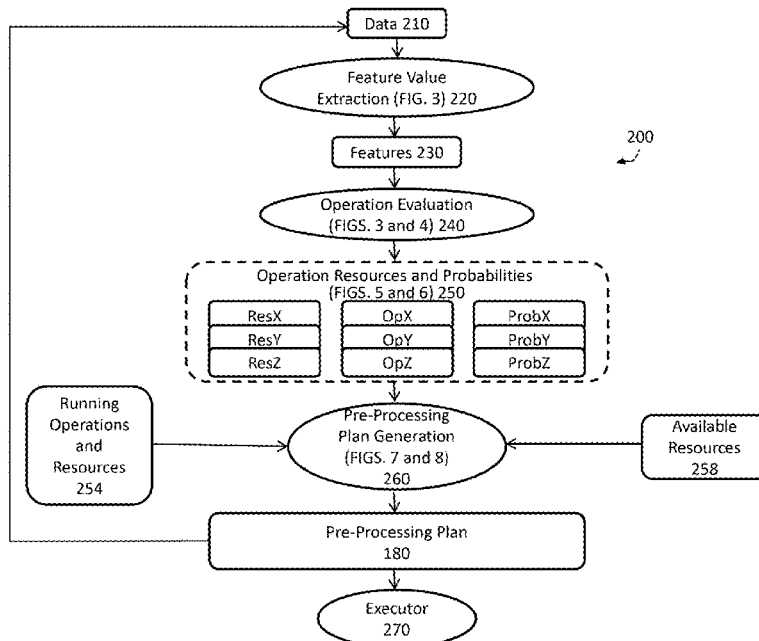 Data 210
Feature Value
Extraction (FIG. 3) 220
200
Features 230
Operation Evaluation
(FIGS. 3 and 4) 240
Operation Resources and Probabilities
(FIGS. 5 and 6) 250
ResX
OpX
ProbX
ResY
OpY
ProbY
ResZ
OpZ
ProbZ
Running
Operations
and
Resources
254
Pre-Processing
Plan Generation
(FIGS. 7 and 8)
260
Available
Resources
258
Pre-Processing Plan
180
Executor
270